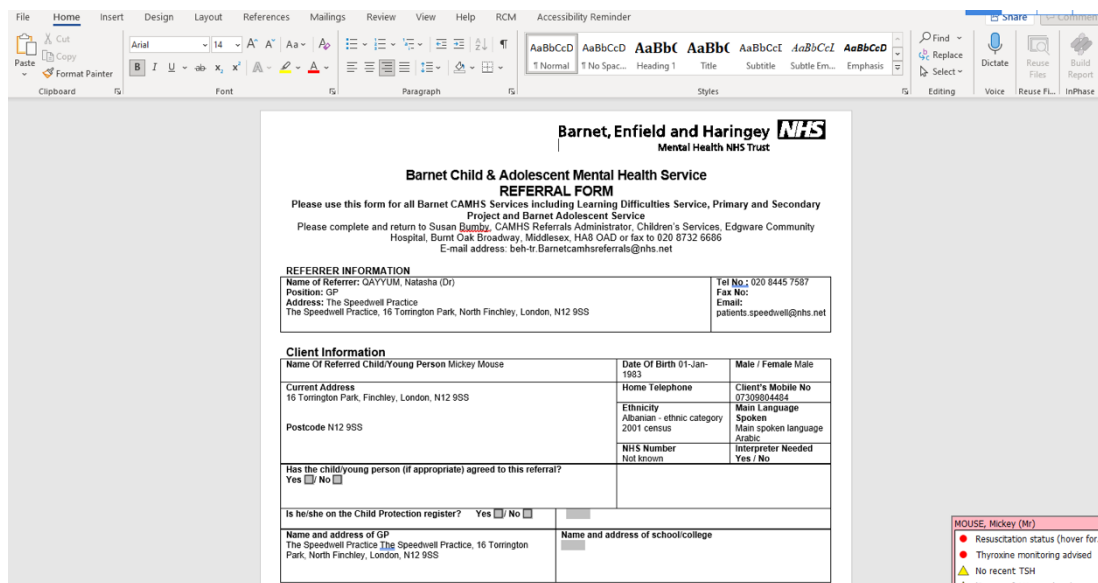 File Home Insert Design Layout References Mailings Review View Help RCM Accessibility Reminder Share Commen
Cut
Copy
Paste
Format Painter
Arial 14 A^ A˅ Aa
B I U ab x₂ x² A A
AaBbCcD AaBbCcD AaBb( AaBb( AaBbCcE AaBbCcL AaBbCcD
¶ Normal ¶ No Spac... Heading 1 Title Subtitle Subtle Em... Emphasis
Find
Replace
Select
Dictate
Reuse Files
Build Report
Clipboard Font Paragraph Styles Editing Voice Reuse Fi... InPhase
Barnet, Enfield and Haringey NHS
Mental Health NHS Trust
Barnet Child & Adolescent Mental Health Service
REFERRAL FORM
Please use this form for all Barnet CAMHS Services including Learning Difficulties Service, Primary and Secondary
Project and Barnet Adolescent Service
Please complete and return to Susan Bumby, CAMHS Referrals Administrator, Children's Services, Edgware Community
Hospital, Burnt Oak Broadway, Middlesex, HA8 OAD or fax to 020 8732 6686
E-mail address: beh-tr.Barnetcamhsreferrals@nhs.net
REFERRER INFORMATION
Name of Referrer: QAYYUM, Natasha (Dr)
Position: GP
Address: The Speedwell Practice
The Speedwell Practice, 16 Torrington Park, North Finchley, London, N12 9SS
Tel No : 020 8445 7587
Fax No:
Email:
patients.speedwell@nhs.net
Client Information
Name Of Referred Child/Young Person Mickey Mouse
Date Of Birth 01-Jan-
1983
Male / Female Male
Current Address
16 Torrington Park, Finchley, London, N12 9SS
Postcode N12 9SS
Home Telephone
Client's Mobile No
07309804484
Ethnicity
Albanian - ethnic category
2001 census
Main Language
Spoken
Main spoken language
Arabic
NHS Number
Not known
Interpreter Needed
Yes / No
Has the child/young person (if appropriate) agreed to this referral?
Yes / No
Is he/she on the Child Protection register? Yes / No
Name and address of GP
The Speedwell Practice The Speedwell Practice, 16 Torrington
Park, North Finchley, London, N12 9SS
Name and address of school/college
MOUSE, Mickey (Mr)
Resuscitation status (hover for.
Thyroxine monitoring advised
No recent TSH